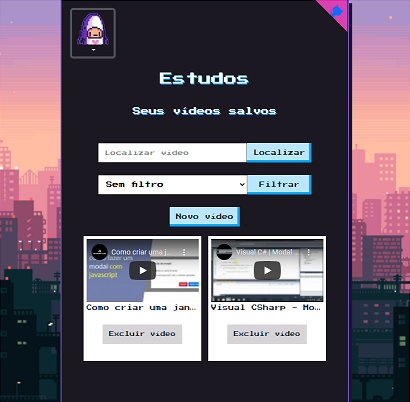 Estudos
Seus vídeos salvos
Localizar vídeo
Localizar
Sem filtro
Filtrar
Novo vídeo
Como criar uma j
modal com
javascript
Visual C# | Modal
Como criar uma jan...
Visual CSharp - Mo...
Excluir vídeo
Excluir vídeo